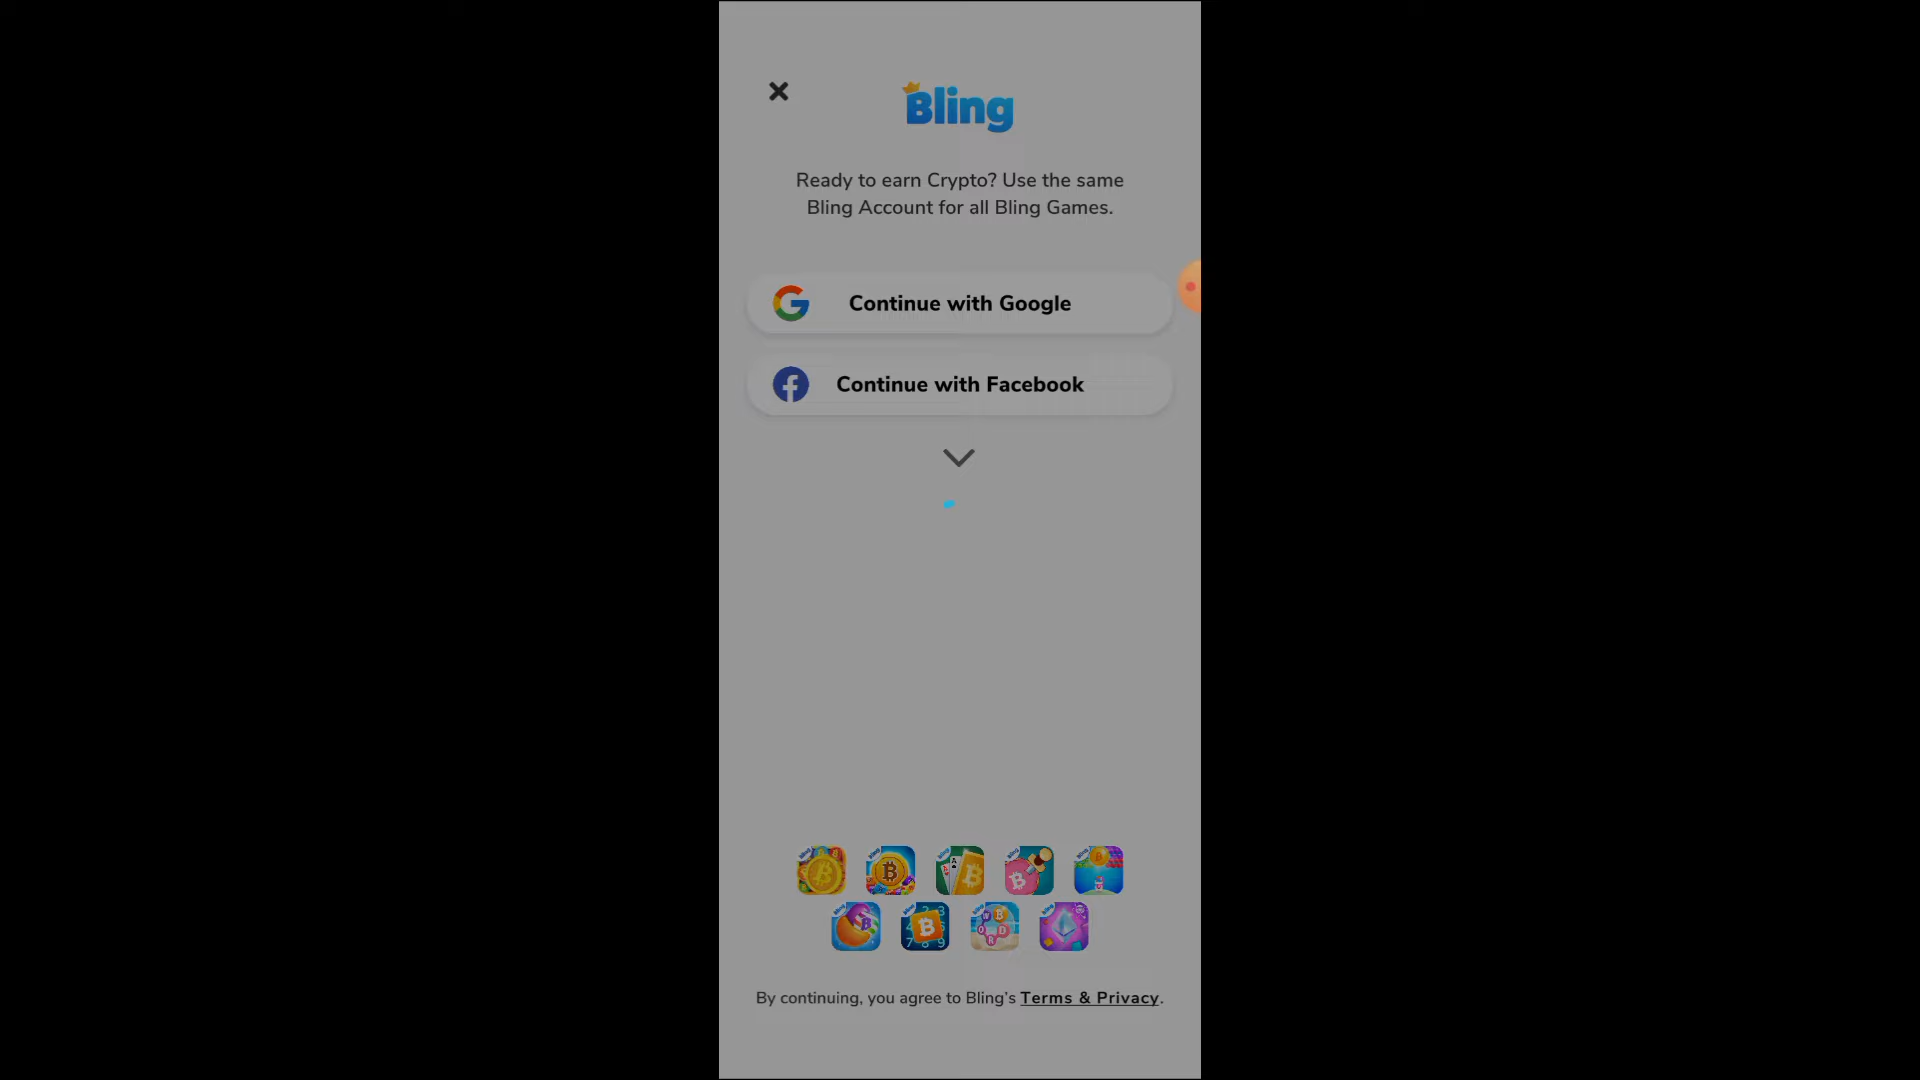 Bling
Ready to earn Crypto? Use the same
Bling Account for all Bling Games.
Continue with Google
Continue with Facebook
By continuing, you agree to Bling's Terms & Privacy.